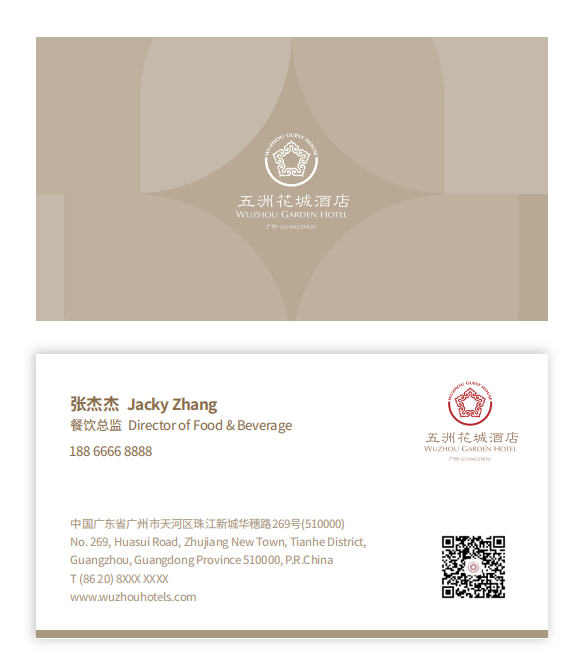 WUZHOU GUEST HOUSE
五洲花城酒店
WUZHOU GARDEN HOTEL
广州·GUANGZHOU
张杰杰 Jacky Zhang
餐饮总监 Director of Food & Beverage
188 6666 8888
WUZHOU GUEST HOUSE
五洲花城酒店
WUZHOU GARDEN HOTEL
广州·GUANGZHOU
中国广东省广州市天河区珠江新城华穗路269号(510000)
No. 269, Huasui Road, Zhujiang New Town, Tianhe District,
Guangzhou, Guangdong Province 510000, P.R.China
T (86 20) 8XXX XXXX
www.wuzhouhotels.com